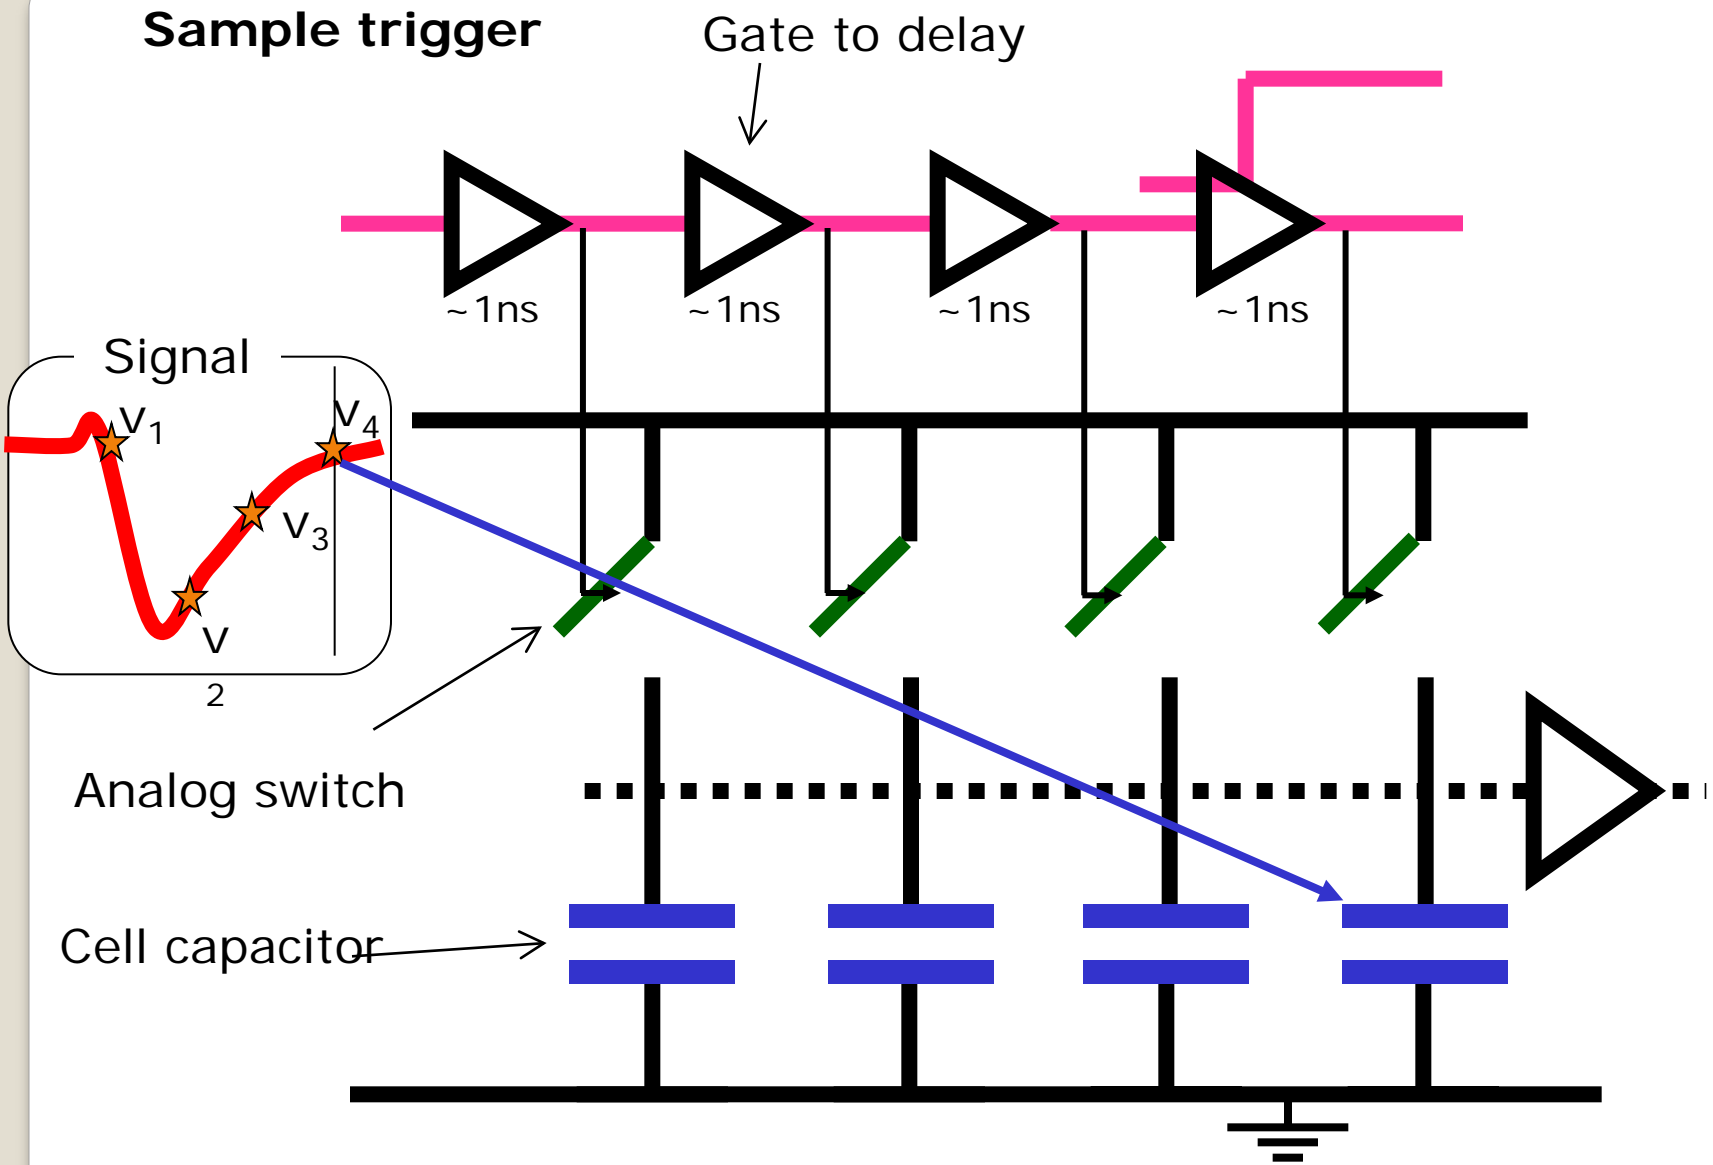 Sample trigger
Gate to delay
~1ns ~1ns ~1ns ~1ns
Signal
V1
V4
V3
V
2
Analog switch
Cell capacitor